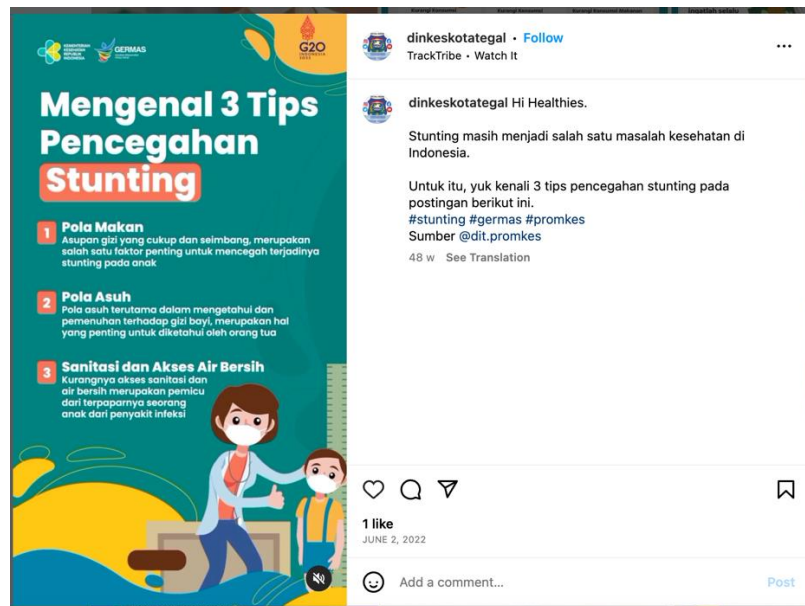 KEMENTERIAN
KESEHATAN
REPUBLIK
INDONESIA
GERMAS
G20
INDONESIA
2022
Mengenal 3 Tips
Pencegahan
Stunting
1 Pola Makan
Asupan gizi yang cukup dan seimbang, merupakan
salah satu faktor penting untuk mencegah terjadinya
stunting pada anak
2 Pola Asuh
Pola asuh terutama dalam mengetahui dan
pemenuhan terhadap gizi bayi, merupakan hal
yang penting untuk diketahui oleh orang tua
3 Sanitasi dan Akses Air Bersih
Kurangnya akses sanitasi dan
air bersih merupakan pemicu
dari terpaparnya seorang
anak dari penyakit infeksi
dinkeskotategal • Follow
TrackTribe • Watch It
dinkeskotategal Hi Healthies.
Stunting masih menjadi salah satu masalah kesehatan di
Indonesia.
Untuk itu, yuk kenali 3 tips pencegahan stunting pada
postingan berikut ini.
#stunting #germas #promkes
Sumber @dit.promkes
48 w See Translation
1 like
JUNE 2, 2022
Add a comment...
Post